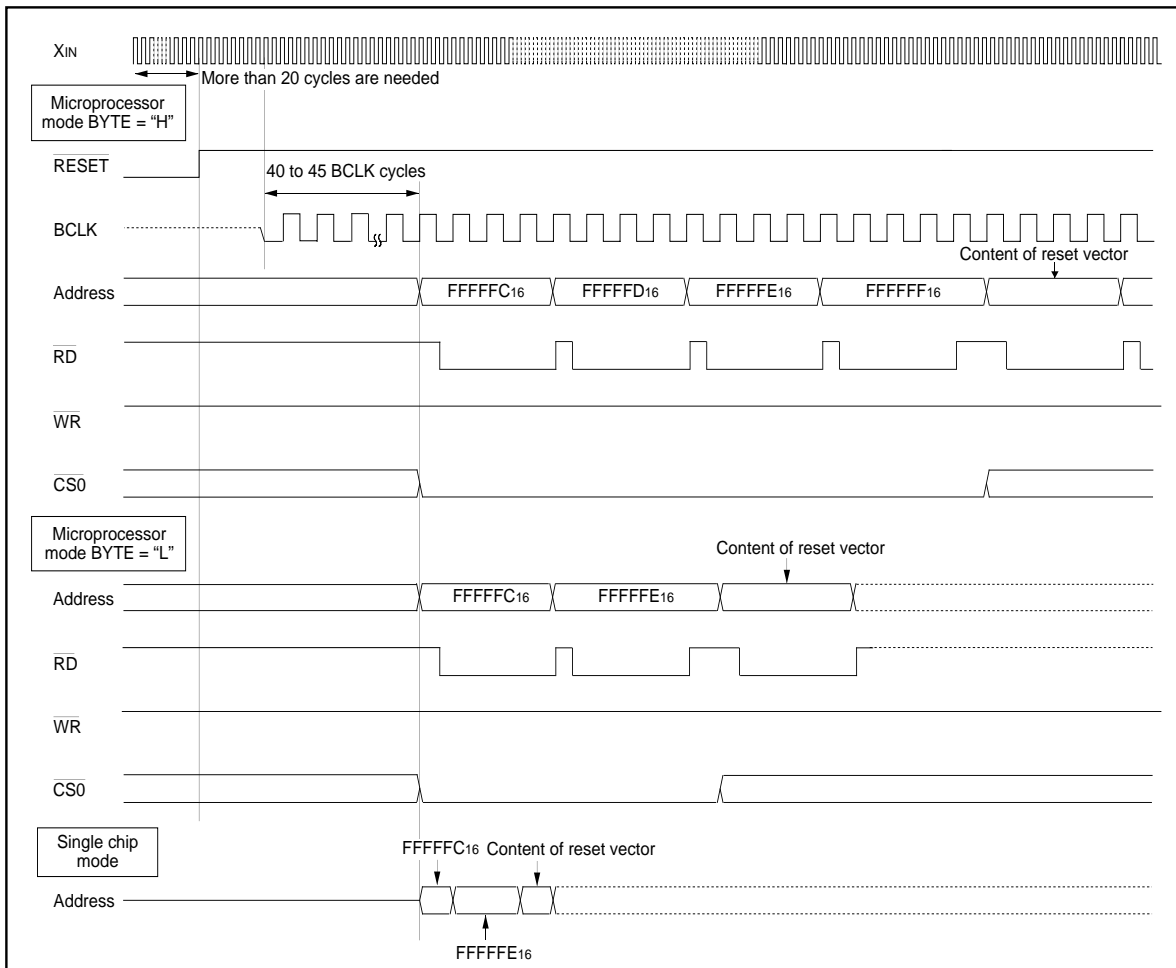 XIN
More than 20 cycles are needed
Microprocessor
mode BYTE = “H”
RESET
40 to 45 BCLK cycles
BCLK
Content of reset vector
Address
FFFFFC16
FFFFFD16
FFFFFE16
FFFFFF16
RD
WR
CS0
Microprocessor
mode BYTE = “L”
Content of reset vector
Address
FFFFFC16
FFFFFE16
RD
WR
CS0
Single chip
mode
FFFFFC16
Content of reset vector
Address
FFFFFE16